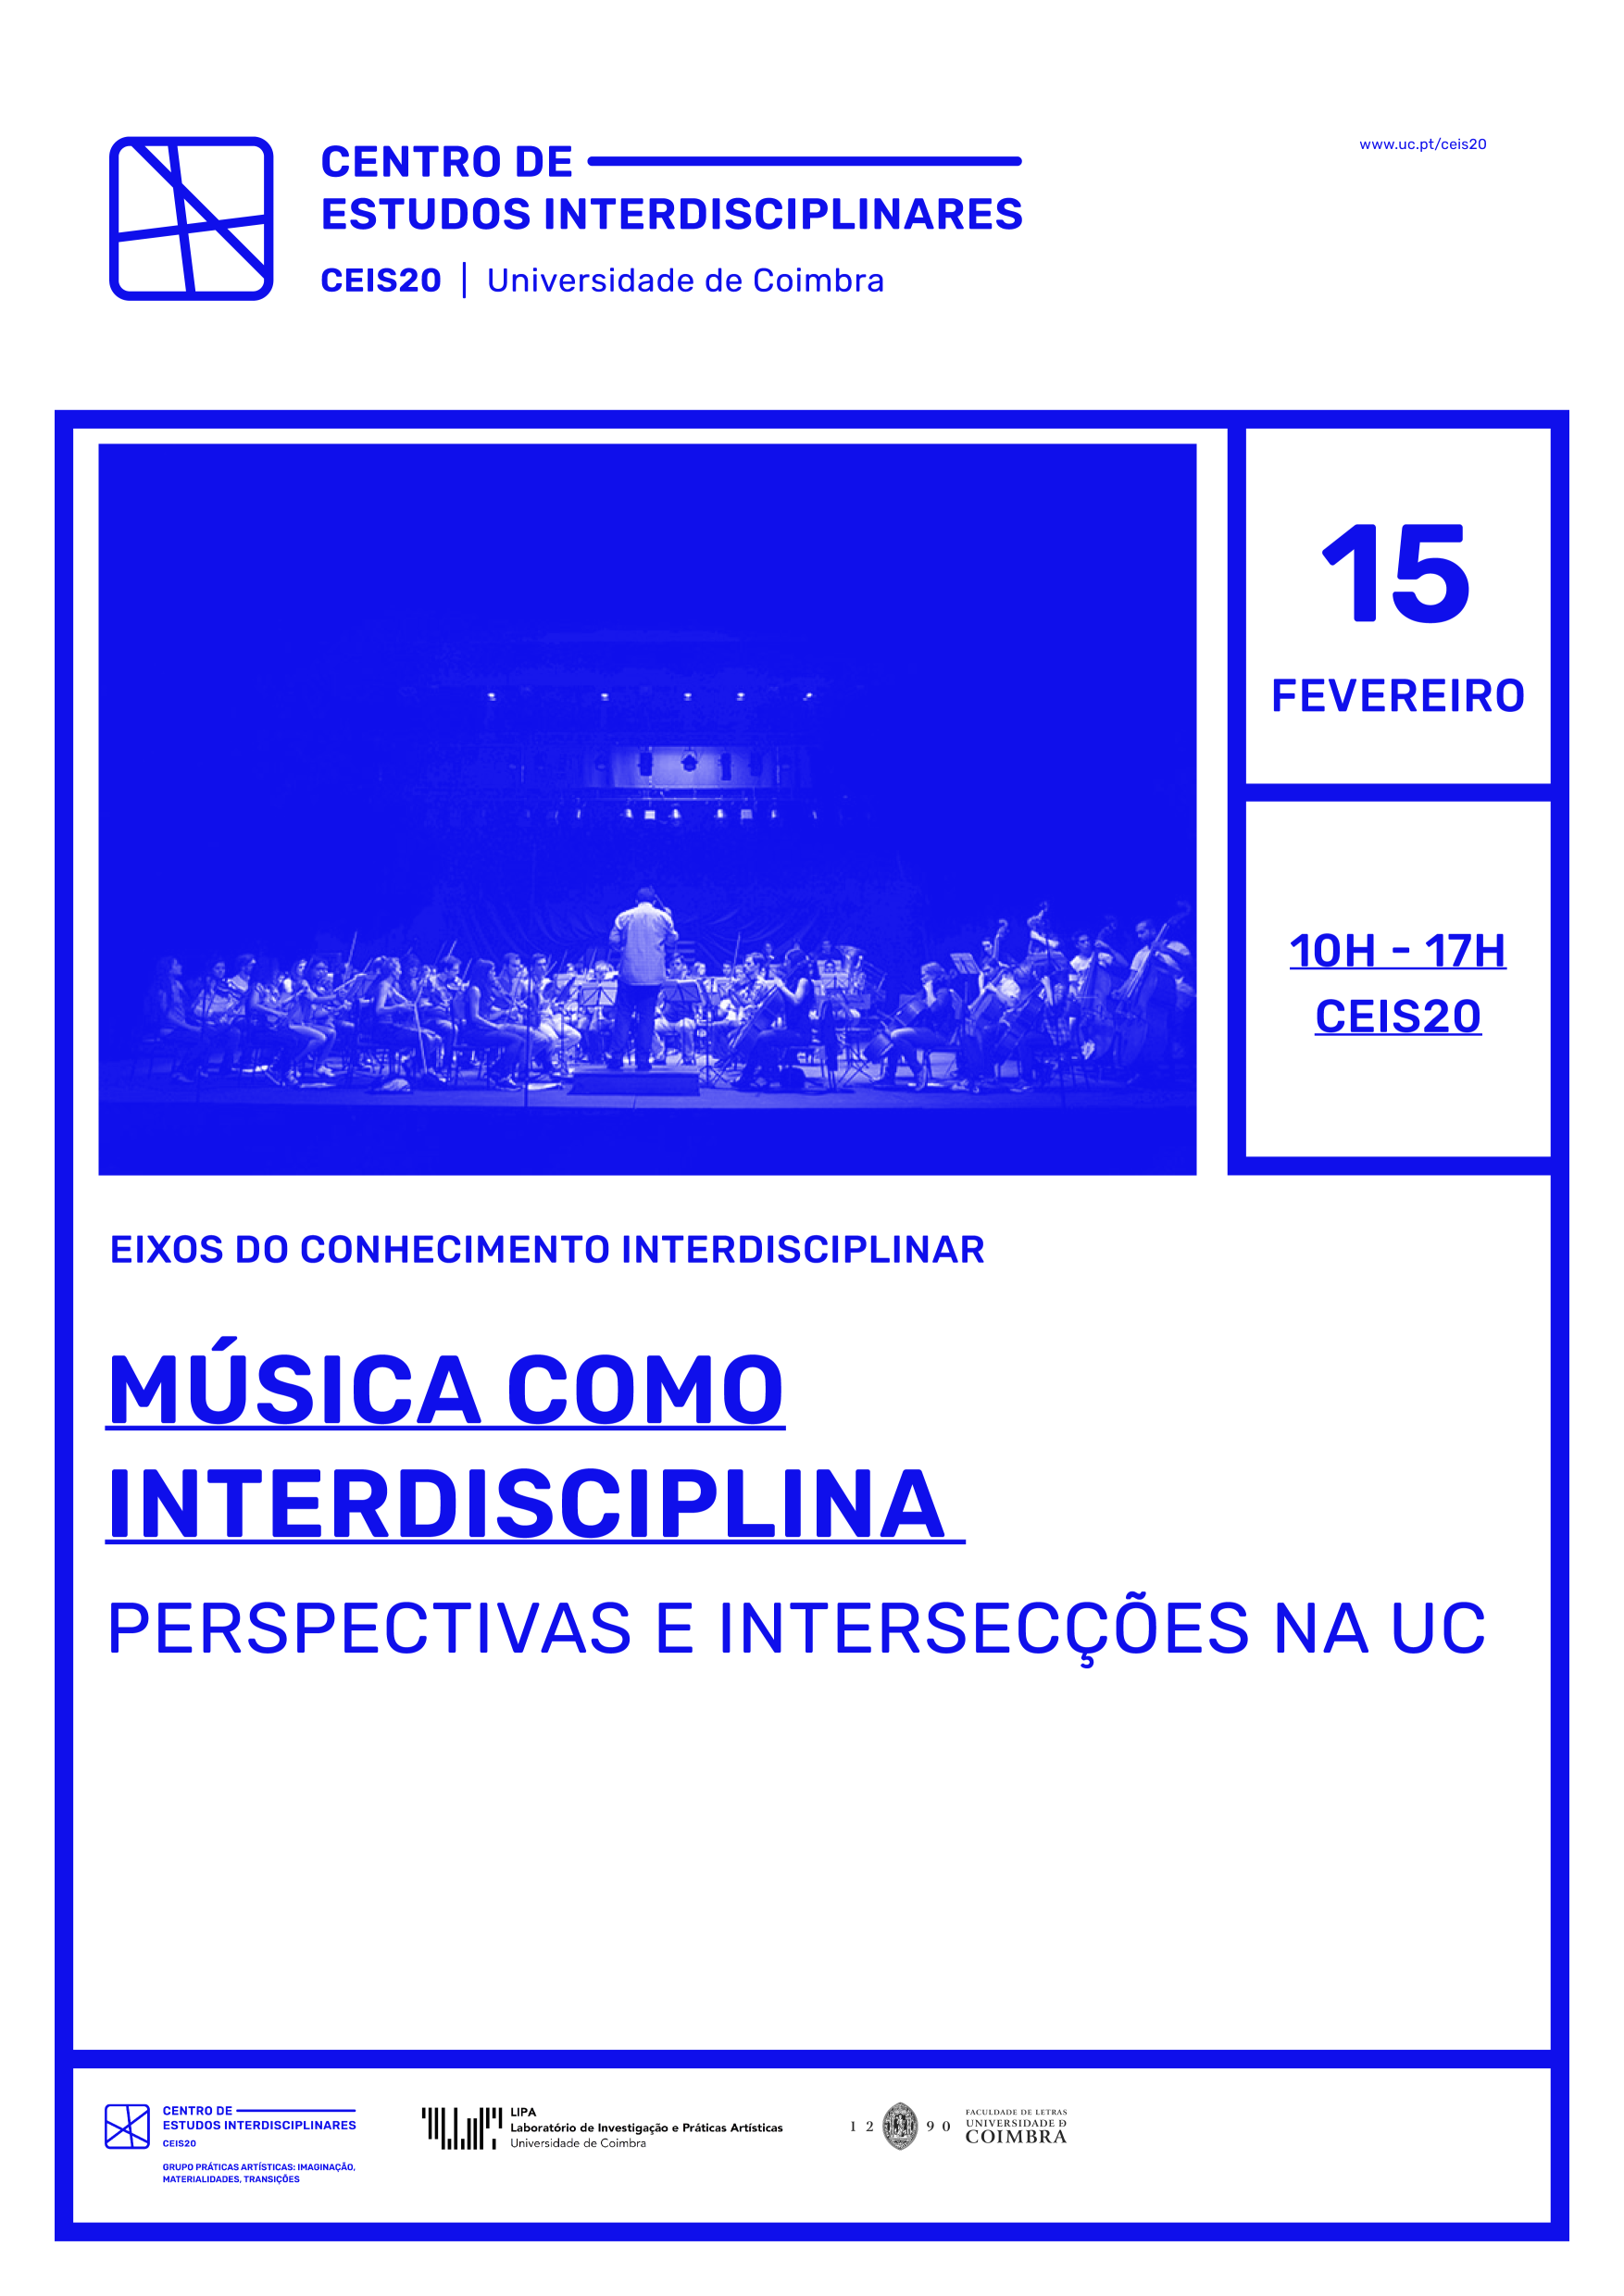 CENTRO DE
ESTUDOS INTERDISCIPLINARES
CEIS20 | Universidade de Coimbra
www.uc.pt/ceis20
15
FEVEREIRO
10H - 17H
CEIS20
EIXOS DO CONHECIMENTO INTERDISCIPLINAR
MÚSICA COMO
INTERDISCIPLINA
PERSPECTIVAS E INTERSECÇÕES NA UC
CENTRO DE
ESTUDOS INTERDISCIPLINARES
CEIS20
GRUPO PRÁTICAS ARTÍSTICAS: IMAGINAÇÃO,
MATERIALIDADES, TRANSIÇÕES
LIPA
Laboratório de Investigação e Práticas Artísticas
Universidade de Coimbra
1 2 9 0
FACULDADE DE LETRAS
UNIVERSIDADE Ð
COIMBRA